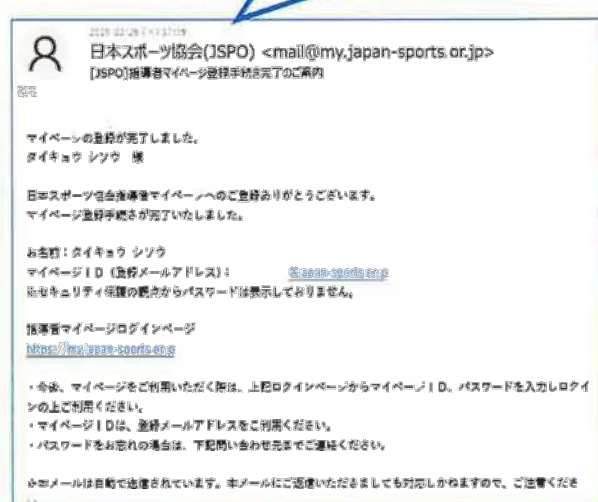 日本スポーツ協会(JSPO) <mail@my.japan-sports.or.jp>
[JSPO]指導者マイページ登録手続き完了のご案内
マイページの登録が完了しました。
タイキョウ シソウ 様
日本スポーツ協会指導者マイページへのご登録ありがとうございます。
マイページ登録手続きが完了いたしました。
お名前：タイキョウ シソウ
マイページID（登録メールアドレス）： @japan-sports.or.jp
※セキュリティ保護の観点からパスワードは表示しておりません。
指導者マイページログインページ
https://my.japan-sports.or.jp
・今後、マイページをご利用いただく際は、上記ログインページからマイページID、パスワードを入力しログイ
ンの上ご利用ください。
・マイページIDは、登録メールアドレスをご利用ください。
・パスワードをお忘れの場合は、下記問い合わせ先までご連絡ください。
※本メールは自動で送信されています。本メールにご返信いただきましても対応しかねますので、ご注意くださ